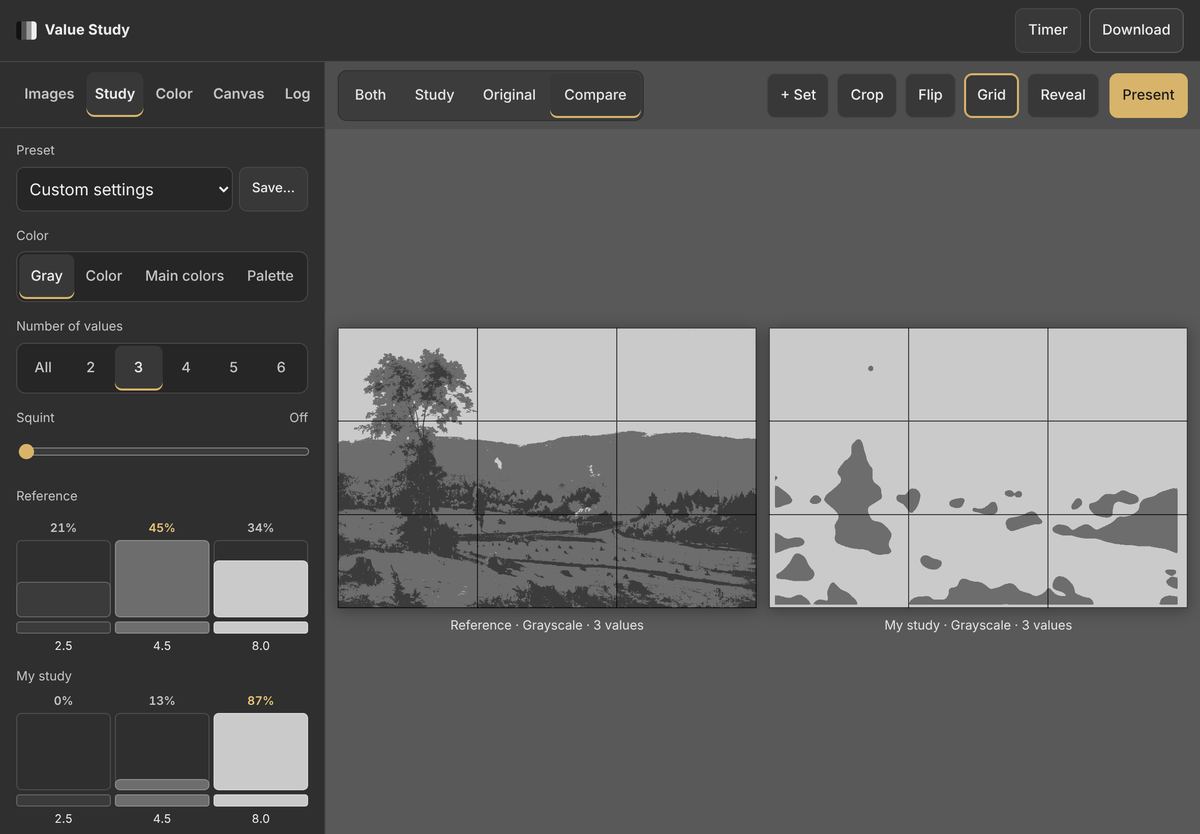 Value Study
Timer
Download
Images
Study
Color
Canvas
Log
Both
Study
Original
Compare
+ Set
Crop
Flip
Grid
Reveal
Present
Preset
Custom settings
Save...
Color
Gray
Color
Main colors
Palette
Number of values
All
2
3
4
5
6
Squint
Off
Reference
21%
45%
34%
2.5
4.5
8.0
My study
0%
13%
87%
2.5
4.5
8.0
Reference · Grayscale · 3 values
My study · Grayscale · 3 values